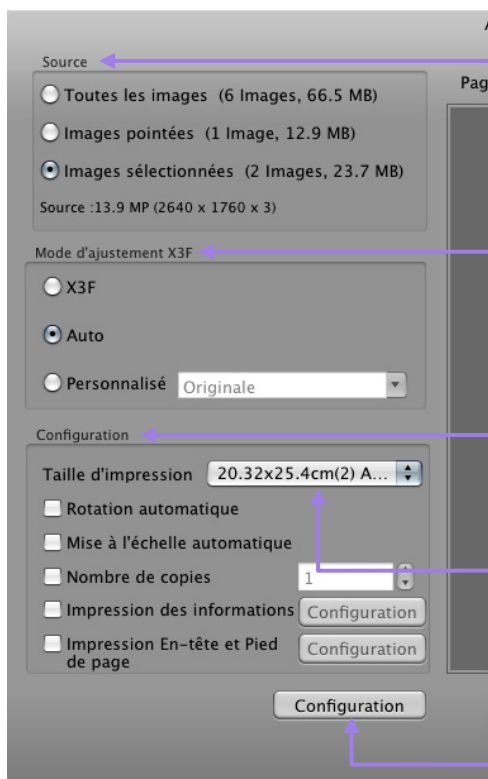 Source
Pag
Toutes les images (6 Images, 66.5 MB)
Images pointées (1 Image, 12.9 MB)
Images sélectionnées (2 Images, 23.7 MB)
Source :13.9 MP (2640 x 1760 x 3)
Mode d'ajustement X3F
X3F
Auto
Personnalisé Originale
Configuration
Taille d'impression 20.32x25.4cm(2) A...
Rotation automatique
Mise à l'échelle automatique
Nombre de copies 1
Impression des informations Configuration
Impression En-tête et Pied Configuration
de page
Configuration